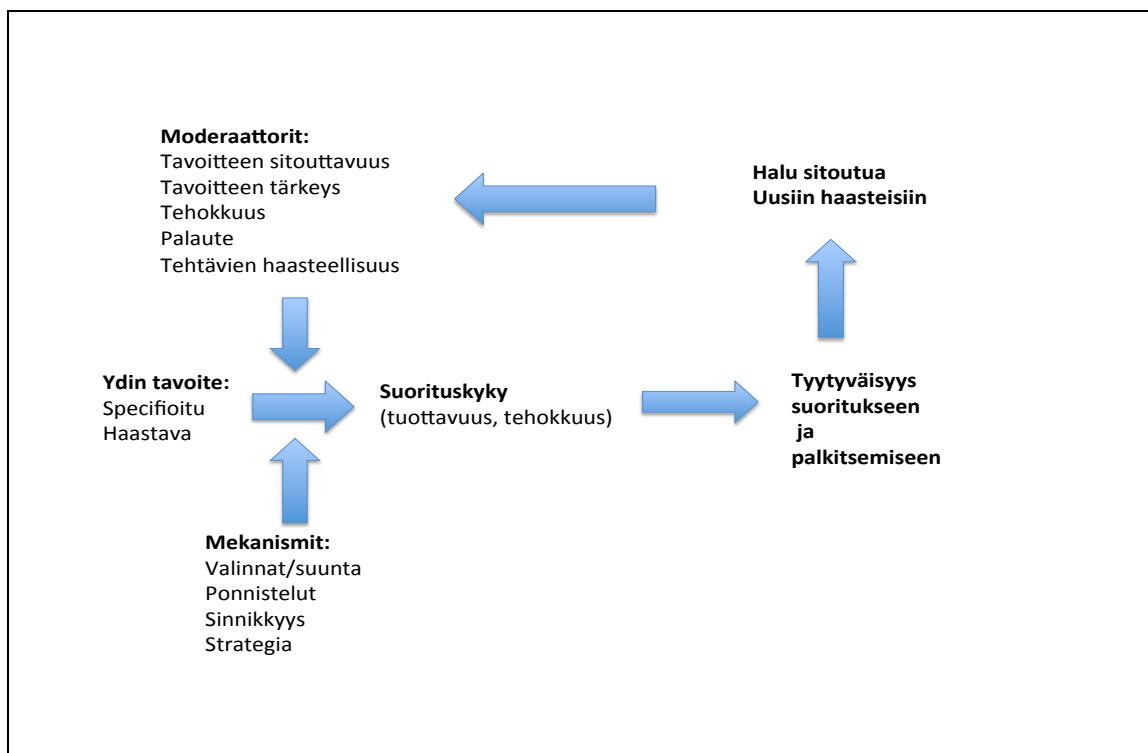 Moderaattorit:
Tavoitteen sitouttavuus
Tavoitteen tärkeys
Tehokkuus
Palaute
Tehtävien haasteellisuus
Halu sitoutua
Uusiin haasteisiin
Ydin tavoite:
Specifioitu
Haastava
Suorituskyky
(tuottavuus, tehokkuus)
Tyytyväisyys
suoritukseen
ja
palkitsemiseen
Mekanismit:
Valinnat/suunta
Ponnistelut
Sinnikkyys
Strategia